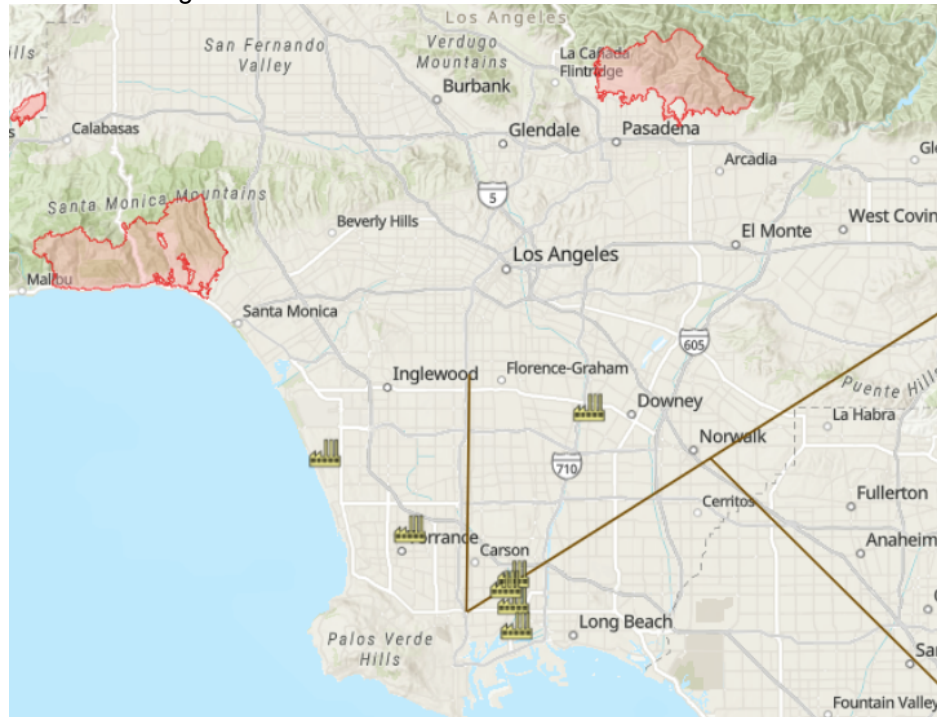 Los Angeles
San Fernando
Valley
Verdugo
Mountains
La Cañada
Flintridge
Burbank
Calabasas
Glendale
Pasadena
Arcadia
5
Santa Monica Mountains
Beverly Hills
West Covin
El Monte
Los Angeles
Malibu
Santa Monica
605
Inglewood
Florence-Graham
Puente Hills
Downey
La Habra
Norwalk
710
Cerritos
Fullerton
Torrance
Carson
Anaheim
Long Beach
Palos Verde
Hills
Fountain Valley